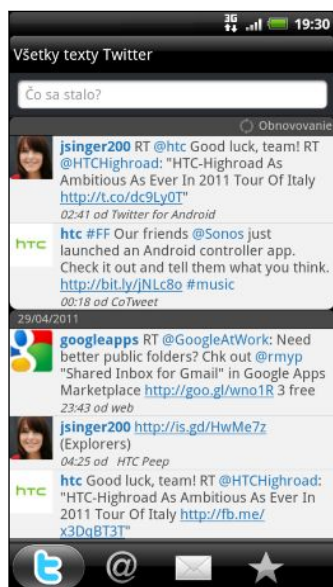 3G 19:30
Všetky texty Twitter
Čo sa stalo?
Obnovovanie
jsinger200 RT @htc Good luck, team! RT
@HTCHighroad: "HTC-Highroad As
Ambitious As Ever In 2011 Tour Of Italy
http://t.co/dc9Ly0T"
02:41 od Twitter for Android
hTC
htc #FF Our friends @Sonos just
launched an Android controller app.
Check it out and tell them what you think.
http://bit.ly/jNLc8o #music
00:18 od CoTweet
29/04/2011
googleapps RT @GoogleAtWork: Need
better public folders? Chk out @rmyp
"Shared Inbox for Gmail" in Google Apps
Marketplace http://goo.gl/wno1R 3 free
23:43 od web
jsinger200 http://is.gd/HwMe7z
(Explorers)
04:25 od HTC Peep
hTC
htc Good luck, team! RT @HTCHighroad:
"HTC-Highroad As Ambitious As Ever In
2011 Tour Of Italy http://fb.me/
x3DqBT3T"